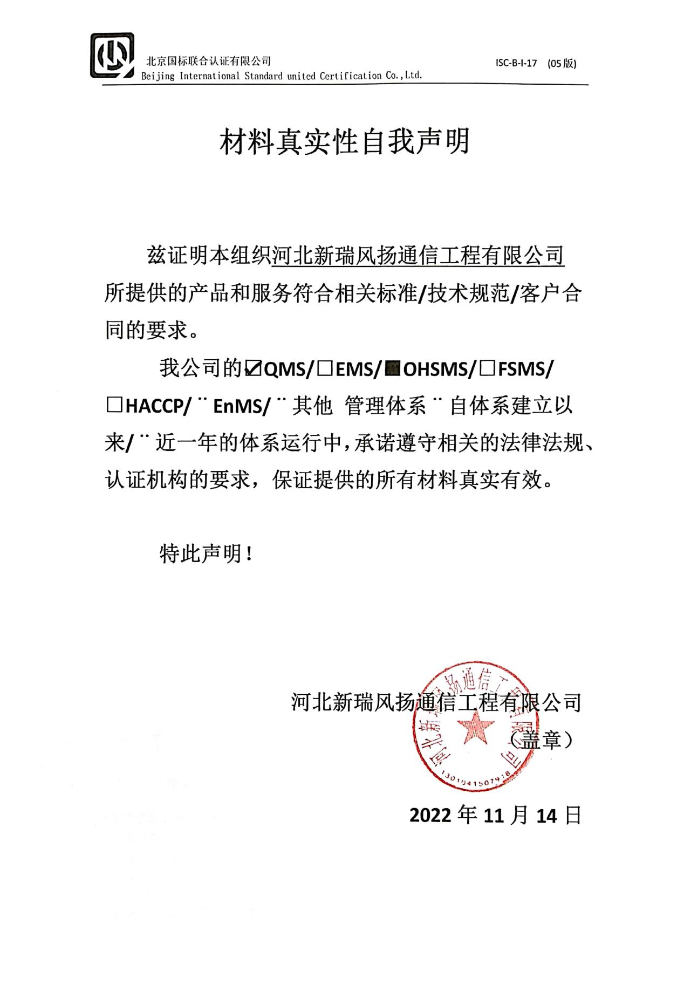 北京国标联合认证有限公司
Beijing International Standard united Certification Co.,Ltd.
ISC-B-I-17 (05版)
材料真实性自我声明
兹证明本组织河北新瑞风扬通信工程有限公司
所提供的产品和服务符合相关标准/技术规范/客户合
同的要求。
我公司的☑QMS/□EMS/■OHSMS/□FSMS/
□HACCP/¨ EnMS/¨其他 管理体系¨自体系建立以
来/¨近一年的体系运行中,承诺遵守相关的法律法规、
认证机构的要求，保证提供的所有材料真实有效。
特此声明！
河北新瑞风扬通信工程有限公司
（盖章）
河北新瑞风扬通信工程有限公司
1301041507978
2022 年 11 月 14 日